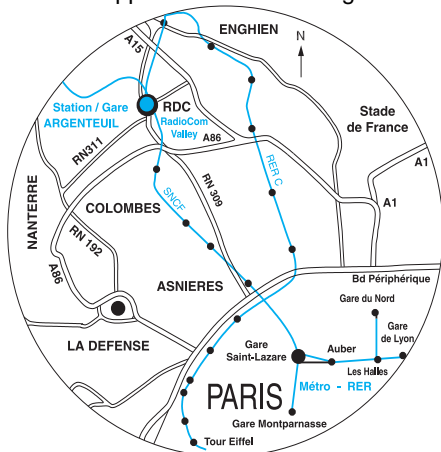 ENGHIEN
N
A15
A86
Station / Gare
ARGENTEUIL
RDC
RadioCom
Valley
Stade
de France
A86
RN311
RER C
A1
NANTERRE
COLOMBES
SNCF
RN 309
A1
RN 192
A86
ASNIERES
Bd Périphérique
Gare du Nord
LA DEFENSE
Gare
Saint-Lazare
Auber
Gare
de Lyon
Les Halles
Métro - RER
PARIS
Gare Montparnasse
Tour Eiffel